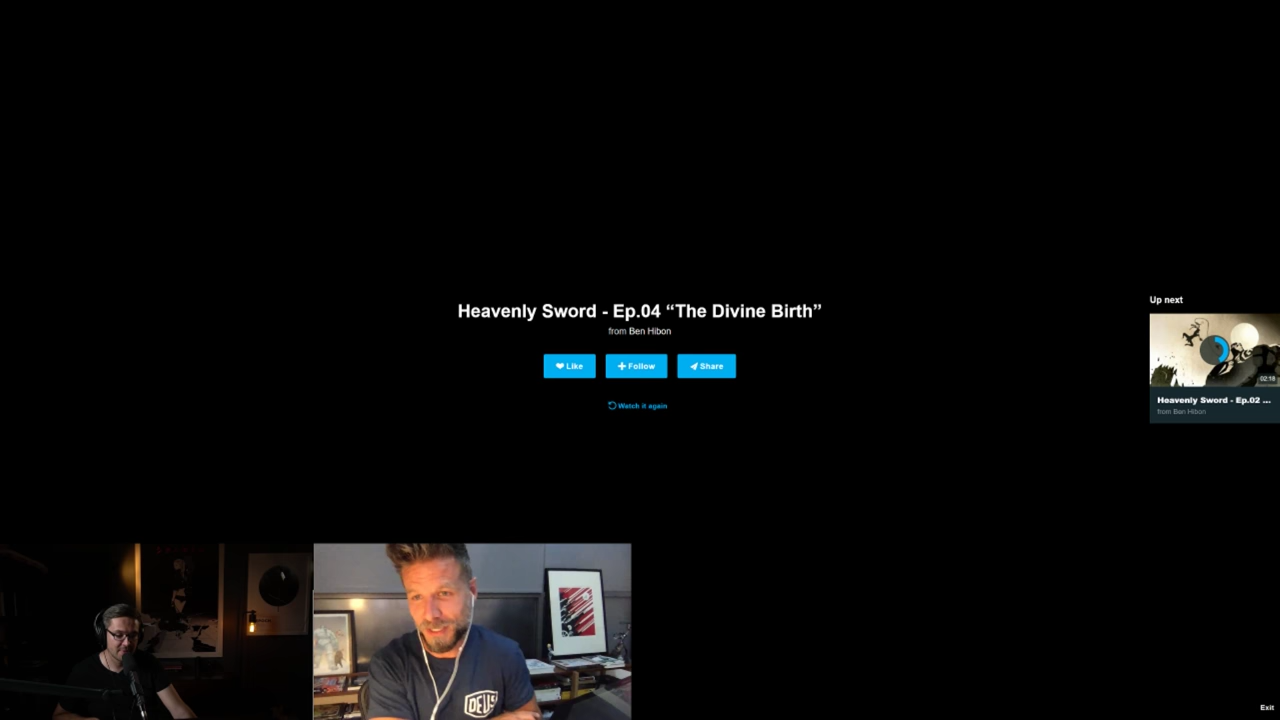 Heavenly Sword - Ep.04 “The Divine Birth”
from Ben Hibon
Like
Follow
Share
Watch it again
Up next
02:18
Heavenly Sword - Ep.02 ...
from Ben Hibon
DEUS
Exit